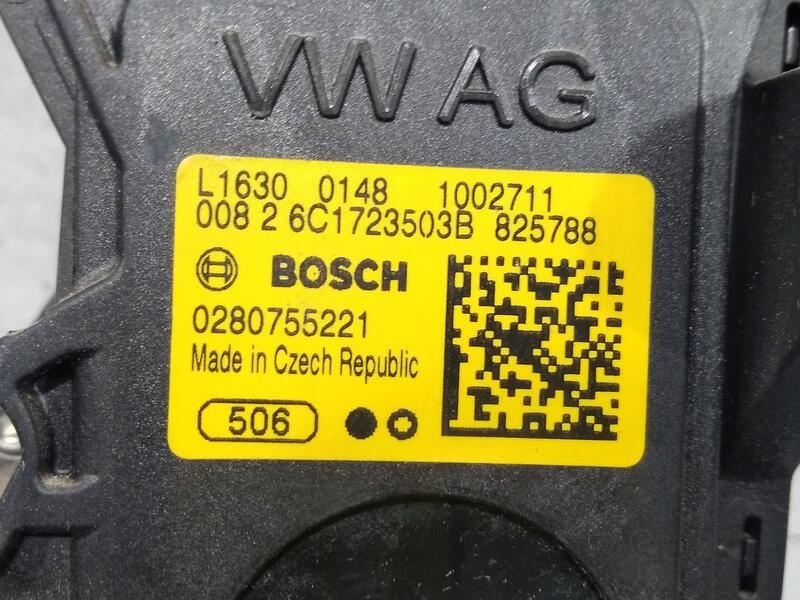 VW AG
L1630 0148 1002711
008 2 6C1723503B 825788
BOSCH
0280755221
Made in Czech Republic
506